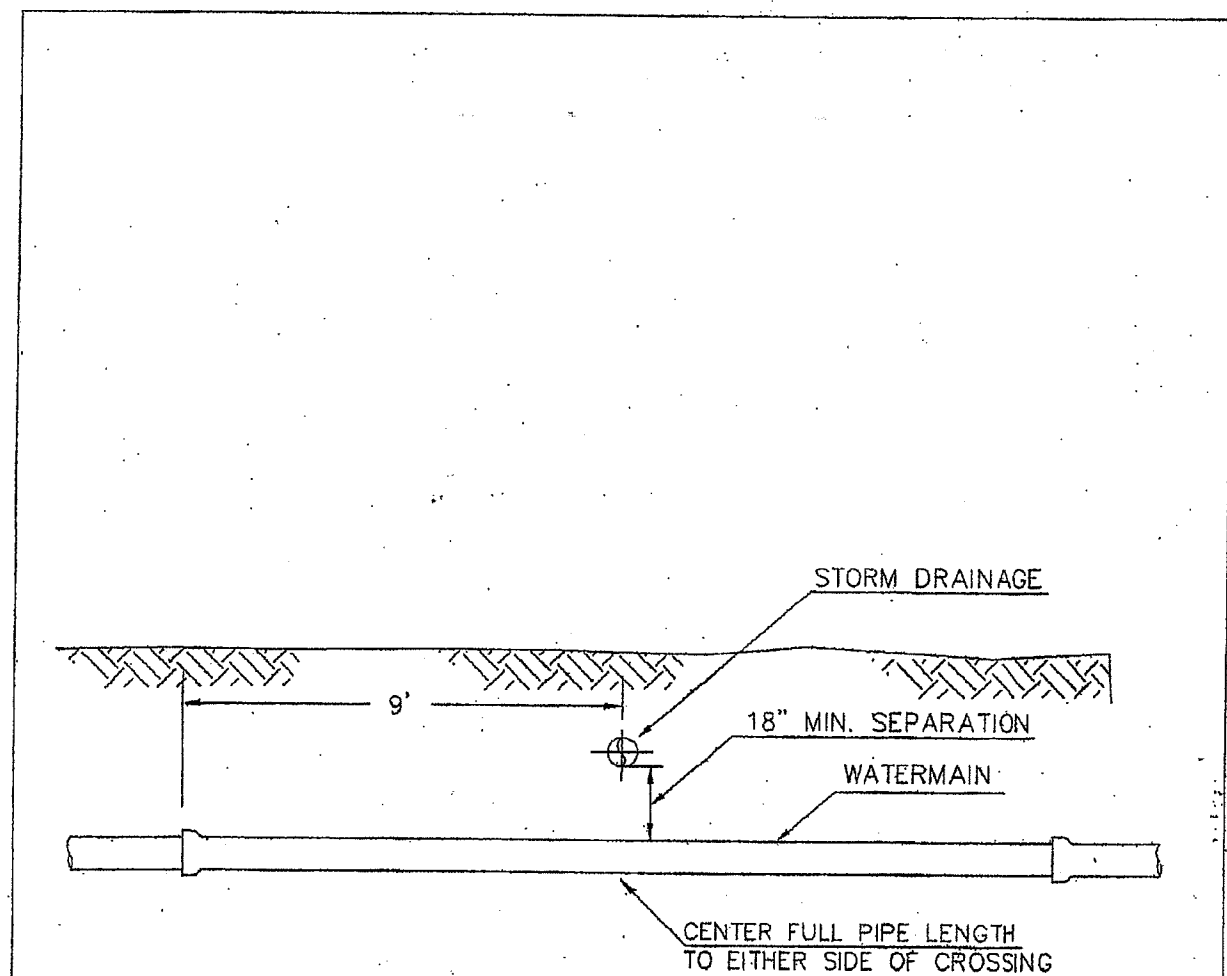 STORM DRAINAGE
9'
18" MIN. SEPARATION
WATERMAIN
CENTER FULL PIPE LENGTH
TO EITHER SIDE OF CROSSING